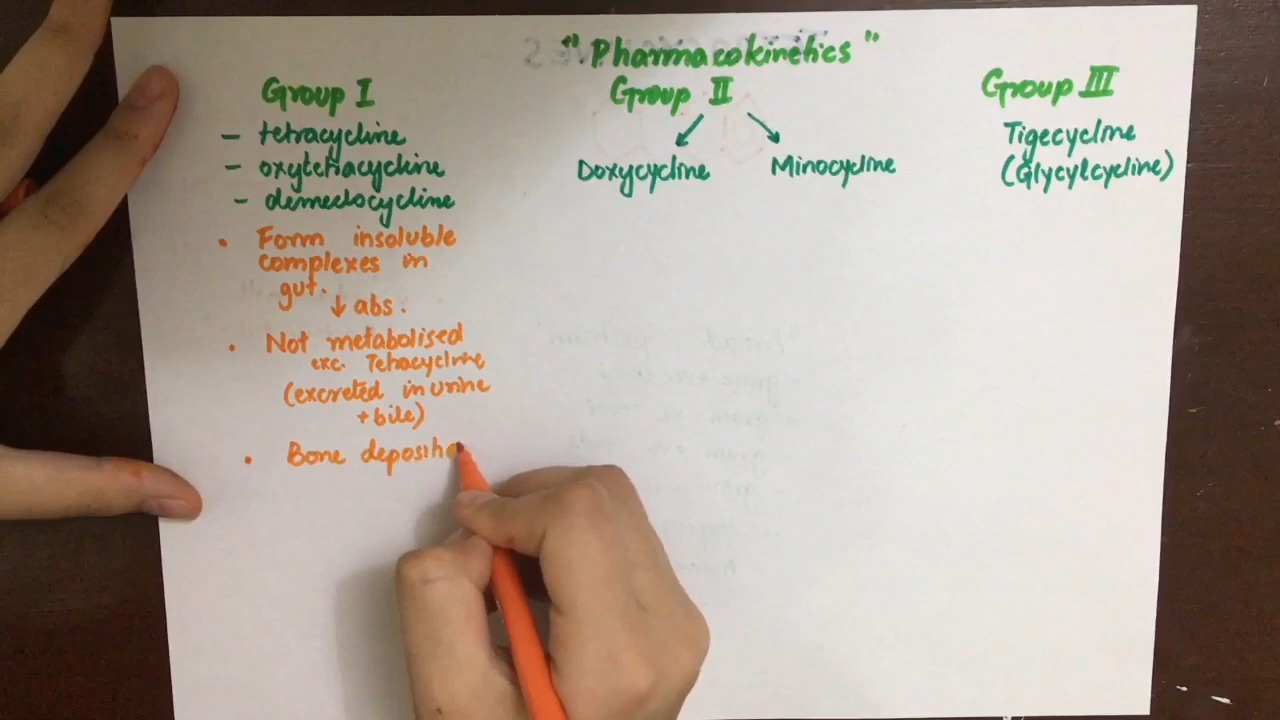 "Pharmacokinetics"
Group I
- tetracycline
- oxytetracycline
- demeclocycline
• Form insoluble
complexes in
gut.
↓ abs.
• Not metabolised
exc. Tetracycline
(excreted in urine
+ bile)
• Bone depositio
Group II
Doxycycline
Minocycline
Group III
Tigecycline
(Glycylcycline)